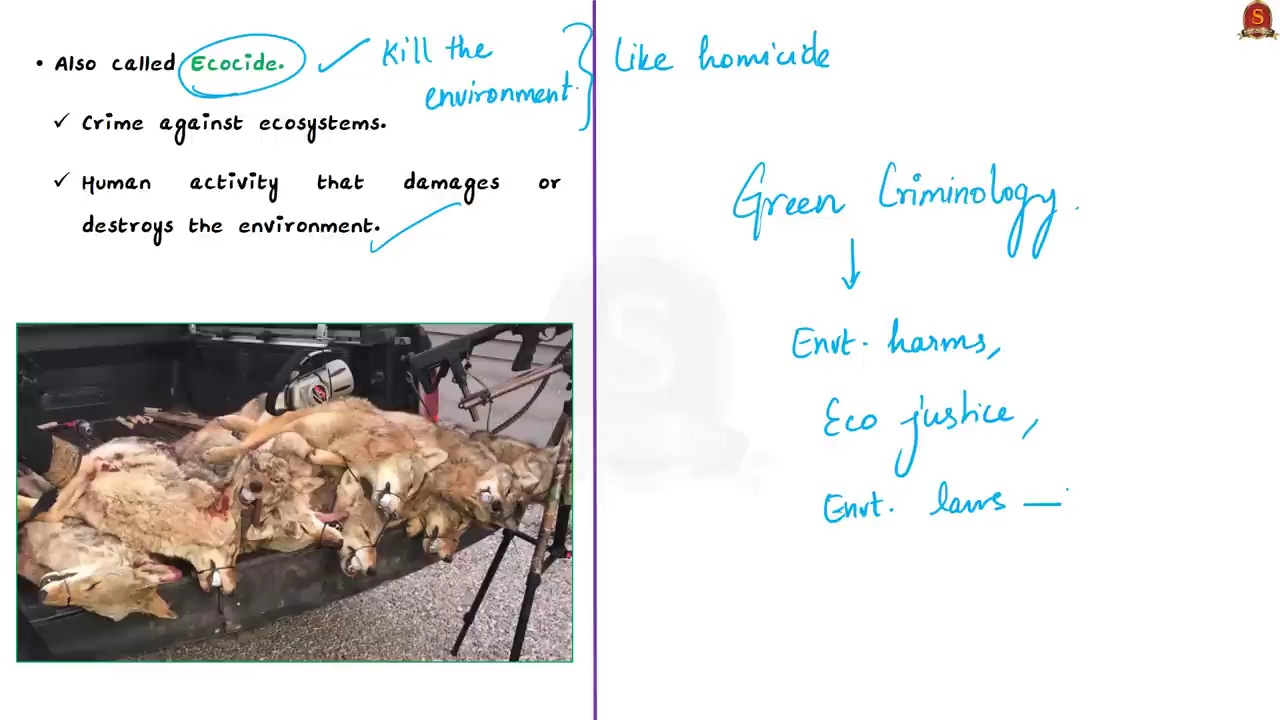 • Also called Ecocide.
Kill the
environment.
Like homicide
✓ Crime against ecosystems.
✓ Human activity that damages or
destroys the environment.
Green Criminology.
Envt. harms,
Eco justice,
Envt. laws —
S